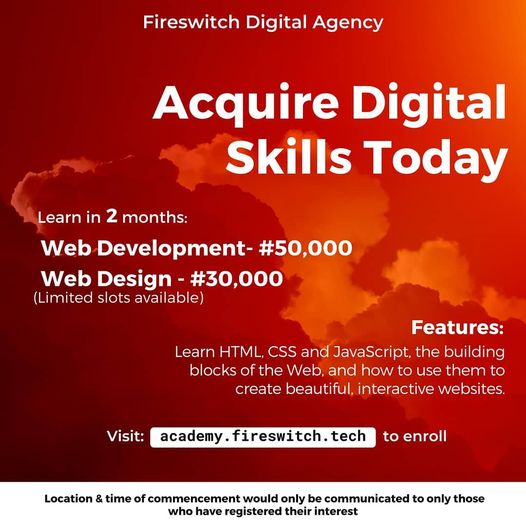 Fireswitch Digital Agency
Acquire Digital
Skills Today
Learn in 2 months:
Web Development- #50,000
Web Design - #30,000
(Limited slots available)
Features:
Learn HTML, CSS and JavaScript, the building
blocks of the Web, and how to use them to
create beautiful, interactive websites.
Visit: academy.fireswitch.tech to enroll
Location & time of commencement would only be communicated to only those
who have registered their interest